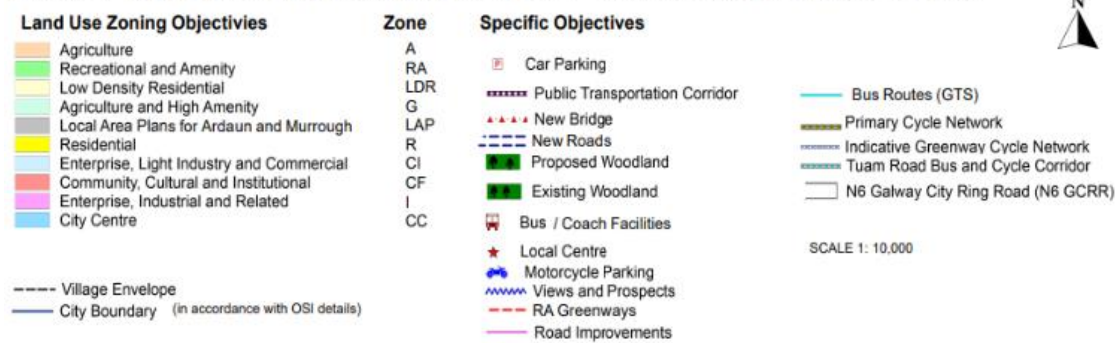 N
Land Use Zoning Objectivies
Zone
Agriculture A
Recreational and Amenity RA
Low Density Residential LDR
Agriculture and High Amenity G
Local Area Plans for Ardaun and Murrough LAP
Residential R
Enterprise, Light Industry and Commercial CI
Community, Cultural and Institutional CF
Enterprise, Industrial and Related I
City Centre CC
Village Envelope
City Boundary (in accordance with OSI details)
Specific Objectives
P Car Parking
Public Transportation Corridor
New Bridge
New Roads
Proposed Woodland
Existing Woodland
Bus / Coach Facilities
Local Centre
Motorcycle Parking
Views and Prospects
RA Greenways
Road Improvements
Bus Routes (GTS)
Primary Cycle Network
Indicative Greenway Cycle Network
Tuam Road Bus and Cycle Corridor
N6 Galway City Ring Road (N6 GCRR)
SCALE 1: 10,000